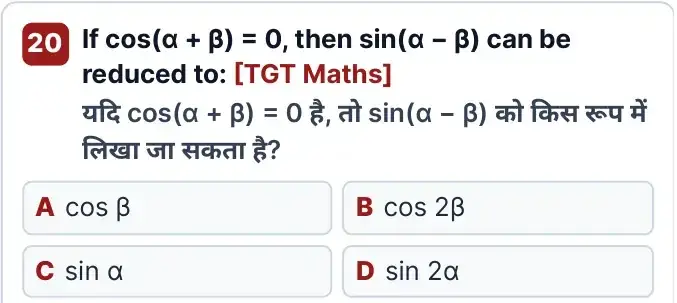 20 If cos(α + β) = 0, then sin(α − β) can be
reduced to: [TGT Maths]
यदि cos(α + β) = 0 है, तो sin(α − β) को किस रूप में
लिखा जा सकता है?
A cos β
B cos 2β
C sin α
D sin 2α